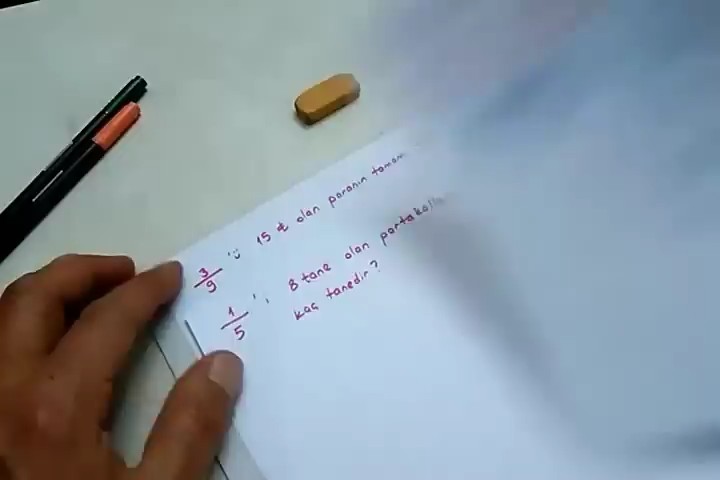 3/9 'ü 15 ₺ olan paranın
1/5 'i 8 tane olan
kaç tanedir?